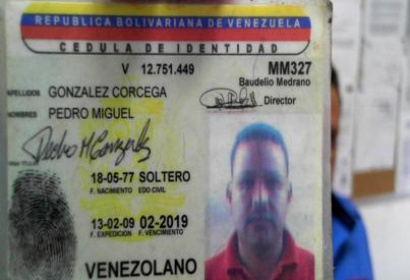 REPUBLICA BOLIVARIANA DE VENEZUELA
CEDULA DE IDENTIDAD
V 12.751.449 MM327
Baudelio Medrano
Director
APELLIDOS GONZALEZ CORCEGA
NOMBRES PEDRO MIGUEL
Pedro M Gonzalez
18-05-77 SOLTERO
F. NACIMIENTO EDO CIVIL
13-02-09 02-2019
F. EXPEDICION F. VENCIMIENTO
VENEZOLANO